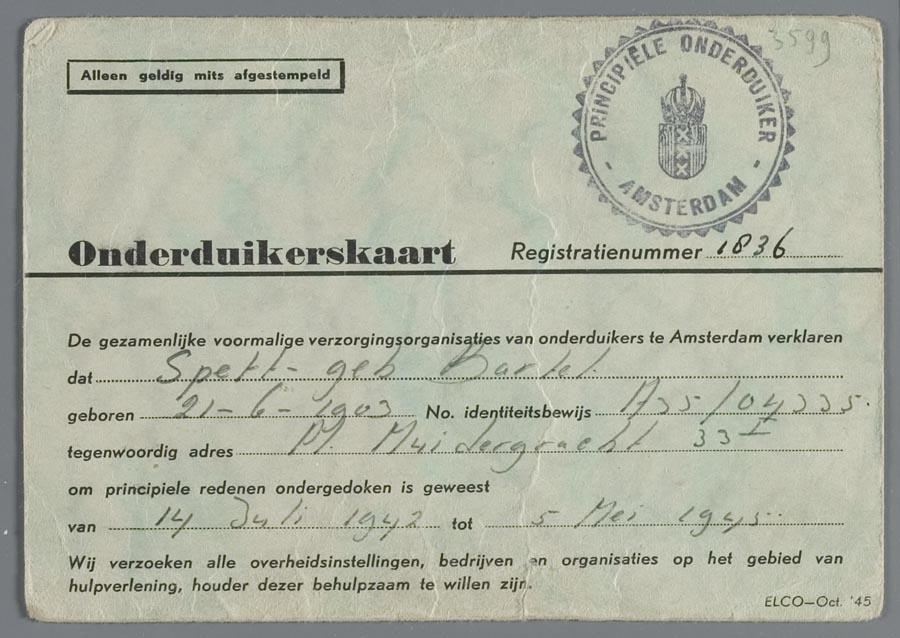 3599
Alleen geldig mits afgestempeld
PRINCIPIËLE ONDERDUIKER
- AMSTERDAM -
Onderduikerskaart Registratienummer 1836
De gezamenlijke voormalige verzorgingsorganisaties van onderduikers te Amsterdam verklaren
dat Spett - geb Bartel.
geboren 21-6-1903 No. identiteitsbewijs A35/04335.
tegenwoordig adres Pl. Muidergracht 33 I
om principiele redenen ondergedoken is geweest
van 14 Juli 1942 tot 5 Mei 1945.
Wij verzoeken alle overheidsinstellingen, bedrijven en organisaties op het gebied van
hulpverlening, houder dezer behulpzaam te willen zijn.
ELCO—Oct. '45